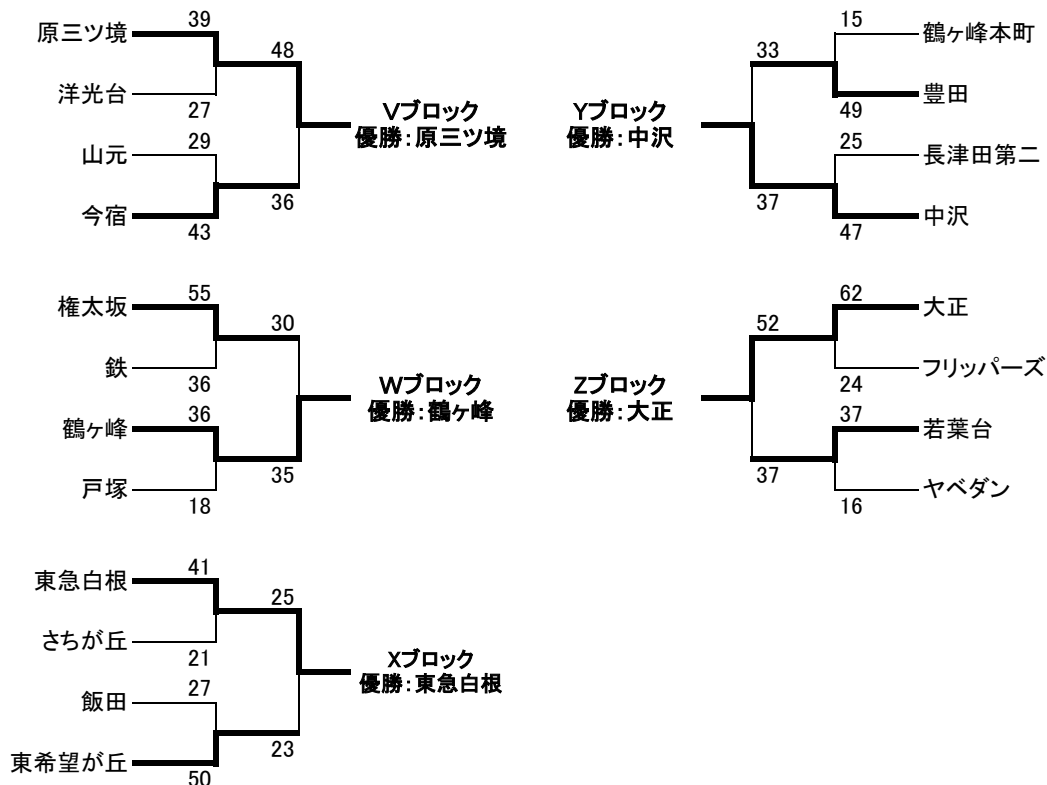 39
原三ツ境
48
洋光台
27
Vブロック
優勝:原三ツ境
29
山元
36
今宿
43
15
鶴ヶ峰本町
33
豊田
49
Yブロック
優勝:中沢
25
長津田第二
37
中沢
47
55
権太坂
30
鉄
36
Wブロック
優勝:鶴ヶ峰
36
鶴ヶ峰
35
戸塚
18
62
大正
52
フリッパーズ
24
Zブロック
優勝:大正
37
若葉台
37
ヤベダン
16
41
東急白根
25
さちが丘
21
Xブロック
優勝:東急白根
27
飯田
23
東希望が丘
50